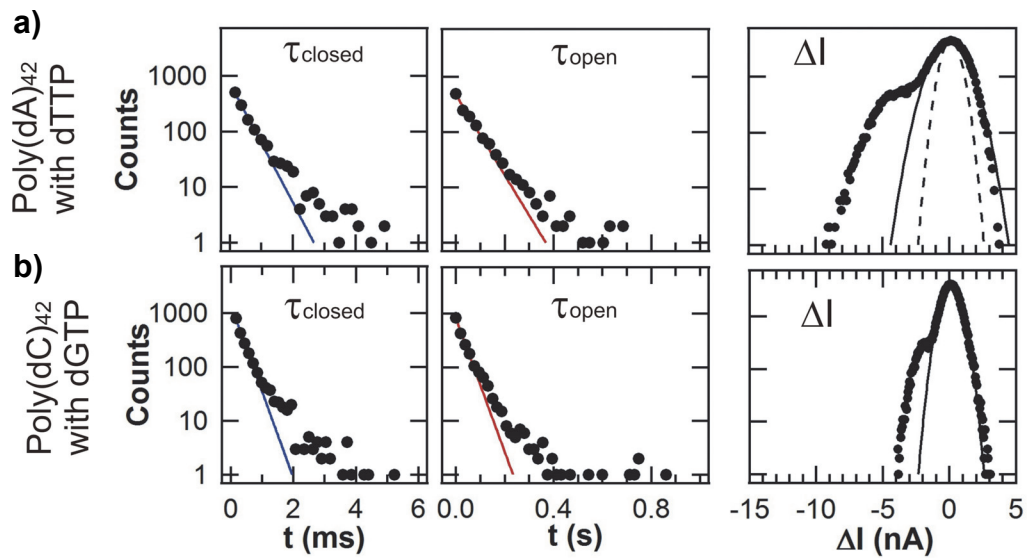 a)
Poly(dA)42
with dTTP
Counts
1000
100
10
1
τclosed
τopen
ΔI
b)
Poly(dC)42
with dGTP
Counts
1000
100
10
1
τclosed
τopen
ΔI
0 2 4 6
t (ms)
0.0 0.4 0.8
t (s)
-15 -10 -5 0 5
ΔI (nA)